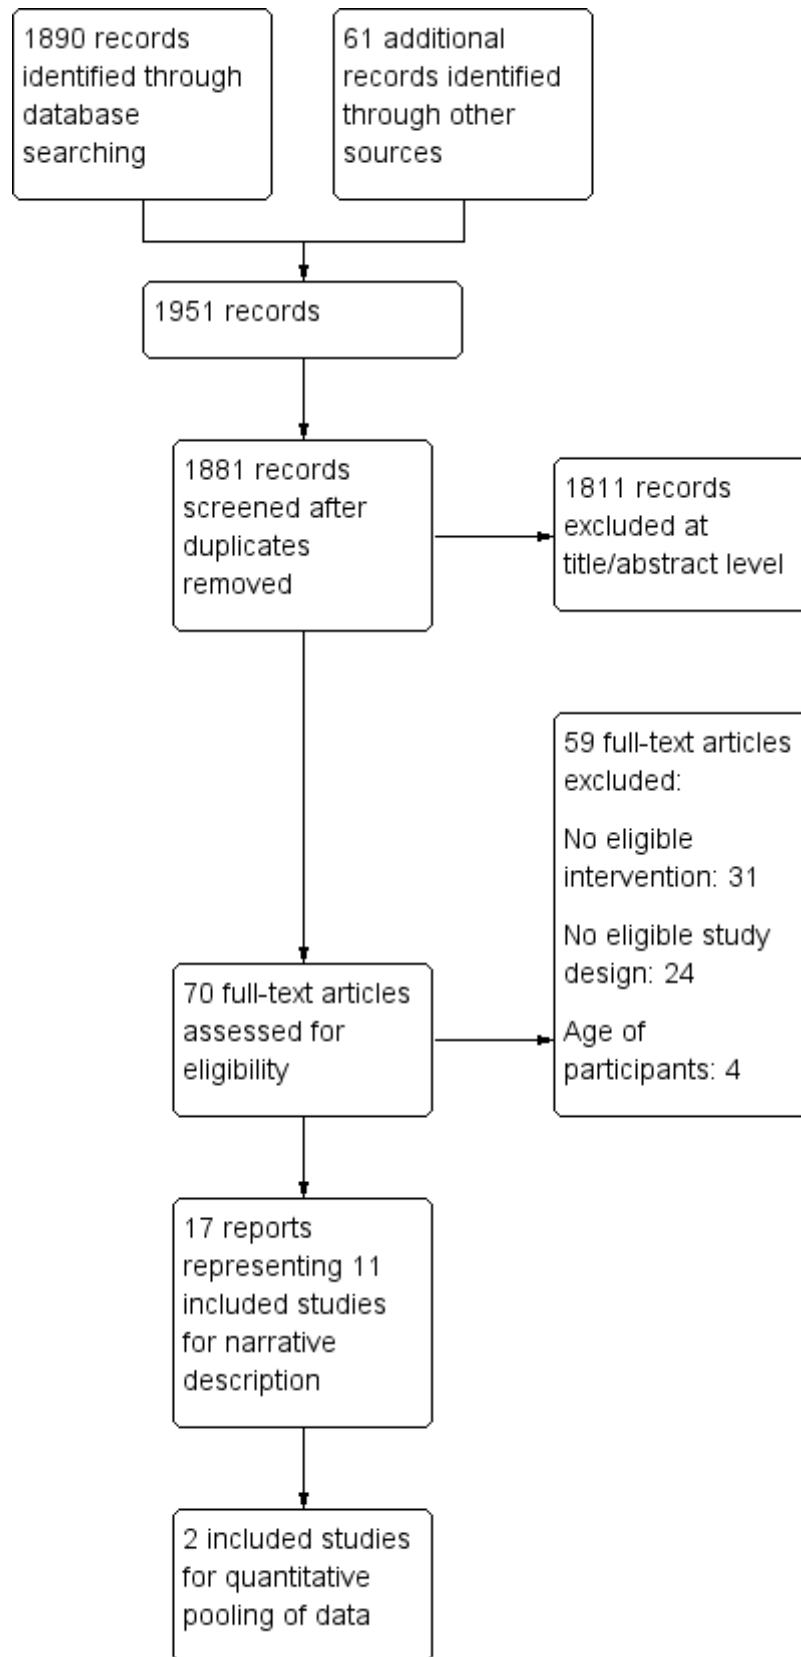 1890 records
identified through
database
searching
61 additional
records identified
through other
sources
1951 records
1881 records
screened after
duplicates
removed
1811 records
excluded at
title/abstract level
59 full-text articles
excluded:
No eligible
intervention: 31
No eligible study
design: 24
Age of
participants: 4
70 full-text articles
assessed for
eligibility
17 reports
representing 11
included studies
for narrative
description
2 included studies
for quantitative
pooling of data